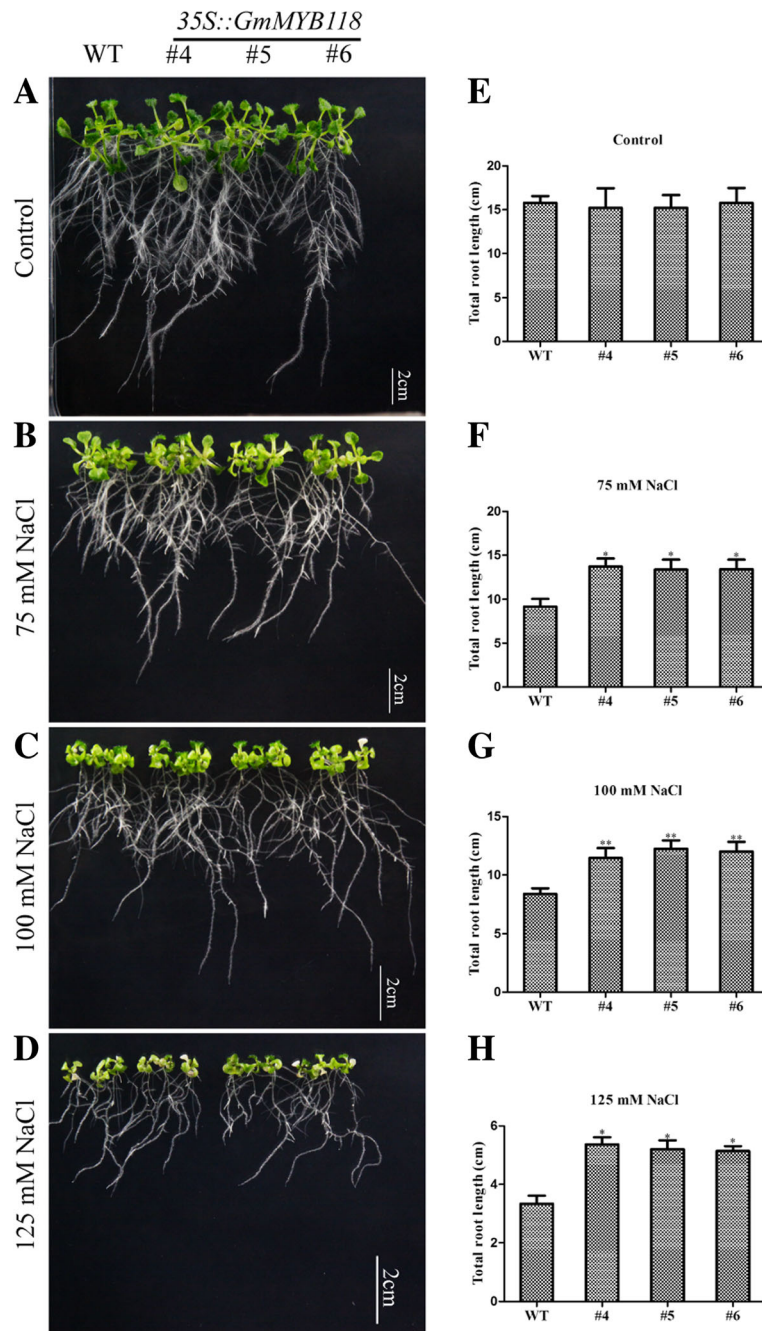 35S::GmMYB118
WT #4 #5 #6
A
Control
2cm
B
75 mM NaCl
2cm
C
100 mM NaCl
2cm
D
125 mM NaCl
2cm
E
Control
Total root length (cm)
20
15
10
5
0
WT #4 #5 #6
F
75 mM NaCl
Total root length (cm)
20
15
10
5
0
* * *
WT #4 #5 #6
G
100 mM NaCl
Total root length (cm)
15
10
5
0
** ** **
WT #4 #5 #6
H
125 mM NaCl
Total root length (cm)
6
4
2
0
* * *
WT #4 #5 #6